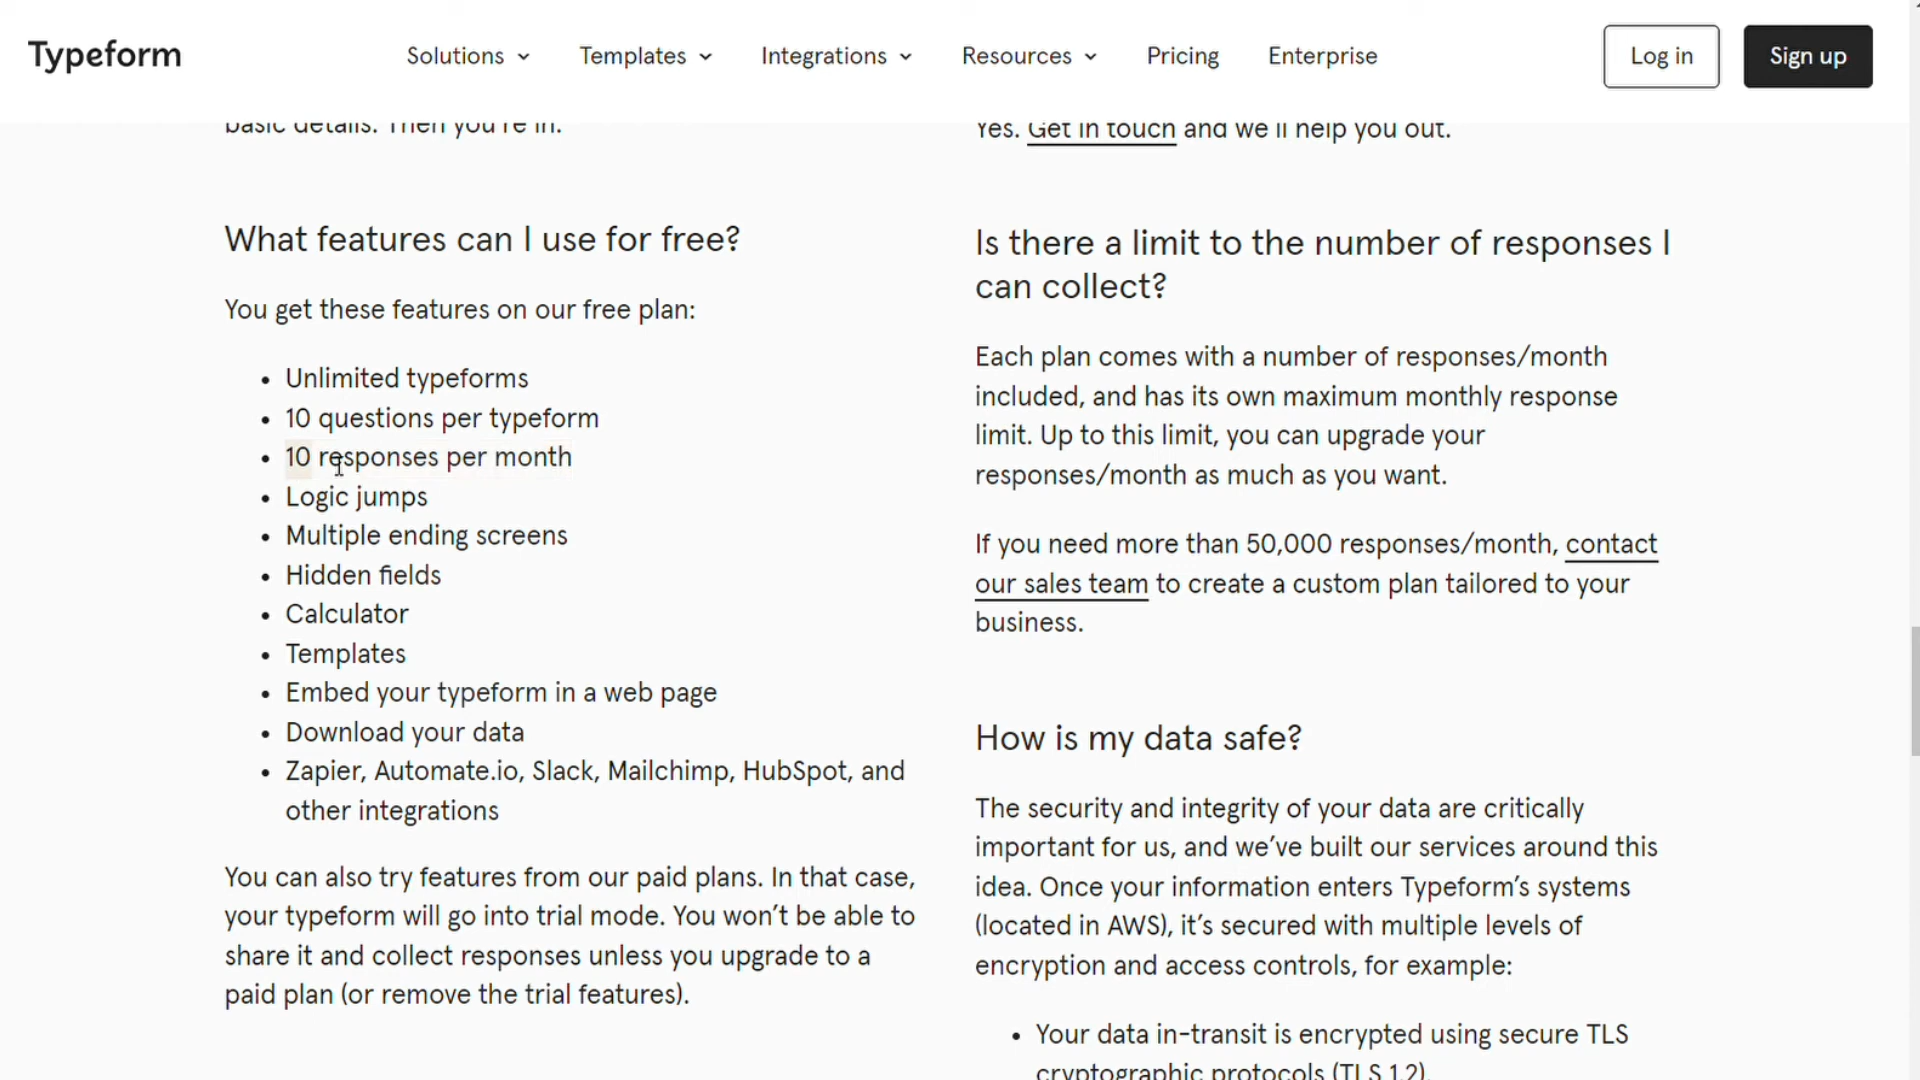 Typeform
Solutions
Templates
Integrations
Resources
Pricing
Enterprise
Log in
Sign up
basic details. Then you're in.
What features can I use for free?
You get these features on our free plan:
• Unlimited typeforms
• 10 questions per typeform
• 10 responses per month
• Logic jumps
• Multiple ending screens
• Hidden fields
• Calculator
• Templates
• Embed your typeform in a web page
• Download your data
• Zapier, Automate.io, Slack, Mailchimp, HubSpot, and
other integrations
You can also try features from our paid plans. In that case,
your typeform will go into trial mode. You won’t be able to
share it and collect responses unless you upgrade to a
paid plan (or remove the trial features).
Yes. Get in touch and we'll help you out.
Is there a limit to the number of responses I
can collect?
Each plan comes with a number of responses/month
included, and has its own maximum monthly response
limit. Up to this limit, you can upgrade your
responses/month as much as you want.
If you need more than 50,000 responses/month, contact
our sales team to create a custom plan tailored to your
business.
How is my data safe?
The security and integrity of your data are critically
important for us, and we’ve built our services around this
idea. Once your information enters Typeform’s systems
(located in AWS), it’s secured with multiple levels of
encryption and access controls, for example:
• Your data in-transit is encrypted using secure TLS
cryptographic protocols (TLS 1.2).